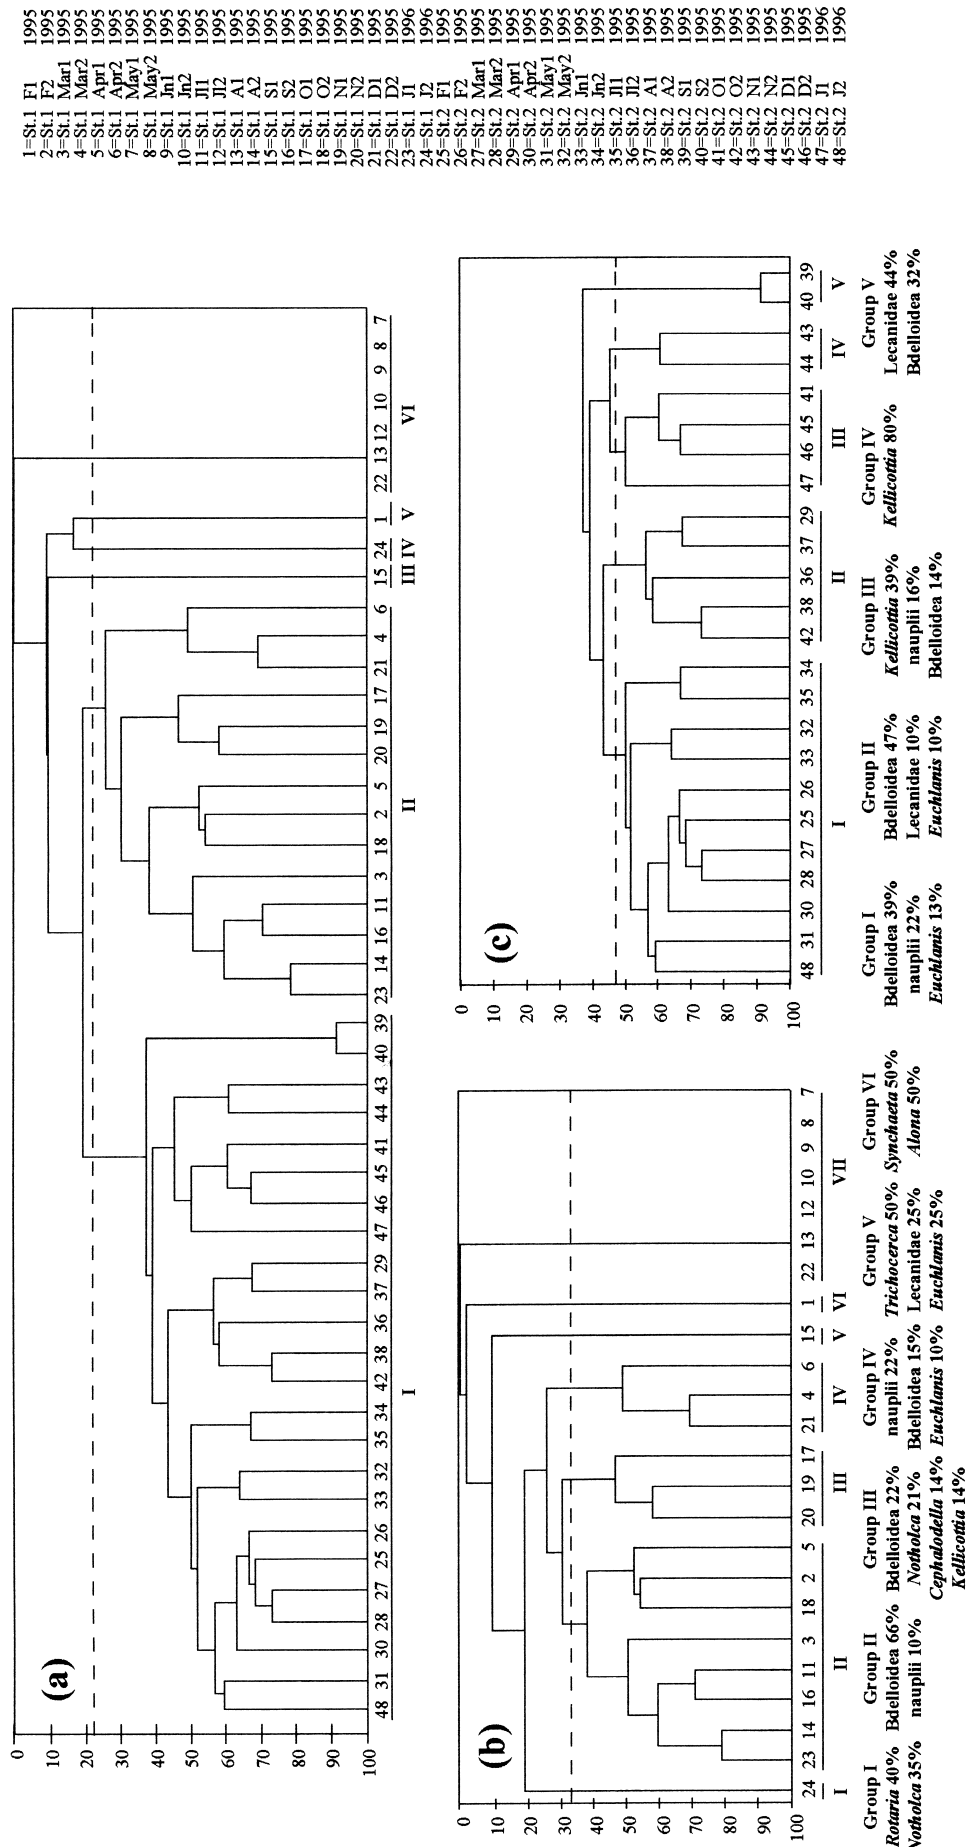 (a)
0
10
20
30
40
50
60
70
80
90
100
48 31 30 28 27 25 26 33 32 35 34 42 38 36 37 29 47 46 45 41 44 43 40 39 23 14 16 11 3 18 2 5 20 19 17 21 4 6 15 24 1 22 13 12 10 9 8 7
I II III IV V VI
(b)
0
10
20
30
40
50
60
70
80
90
100
24 23 14 16 11 3 18 2 5 20 19 17 21 4 6 15 1 22 13 12 10 9 8 7
I II III IV V VI VII
Group I
Rotaria 40%
Notholca 35%
Group II
Bdelloidea 66%
nauplii 10%
Group III
Bdelloidea 22%
Notholca 21%
Cephalodella 14%
Kellicottia 14%
Group IV
nauplii 22%
Bdelloidea 15%
Euchlanis 10%
Group V
Trichocerca 50%
Lecanidae 25%
Euchlanis 25%
Group VI
Synchaeta 50%
Alona 50%
(c)
0
10
20
30
40
50
60
70
80
90
100
48 31 30 28 27 25 26 33 32 35 34 42 38 36 37 29 47 46 45 41 44 43 40 39
I II III IV V
Group I
Bdelloidea 39%
nauplii 22%
Euchlanis 13%
Group II
Bdelloidea 47%
Lecanidae 10%
Euchlanis 10%
Group III
Kellicottia 39%
nauplii 16%
Bdelloidea 14%
Group IV
Kellicottia 80%
Group V
Lecanidae 44%
Bdelloidea 32%
1=St.1 F1 1995
2=St.1 F2 1995
3=St.1 Mar1 1995
4=St.1 Mar2 1995
5=St.1 Apr1 1995
6=St.1 Apr2 1995
7=St.1 May1 1995
8=St.1 May2 1995
9=St.1 Jn1 1995
10=St.1 Jn2 1995
11=St.1 Jl1 1995
12=St.1 Jl2 1995
13=St.1 A1 1995
14=St.1 A2 1995
15=St.1 S1 1995
16=St.1 S2 1995
17=St.1 O1 1995
18=St.1 O2 1995
19=St.1 N1 1995
20=St.1 N2 1995
21=St.1 D1 1995
22=St.1 D2 1995
23=St.1 J1 1996
24=St.1 J2 1996
25=St.2 F1 1995
26=St.2 F2 1995
27=St.2 Mar1 1995
28=St.2 Mar2 1995
29=St.2 Apr1 1995
30=St.2 Apr2 1995
31=St.2 May1 1995
32=St.2 May2 1995
33=St.2 Jn1 1995
34=St.2 Jn2 1995
35=St.2 Jl1 1995
36=St.2 Jl2 1995
37=St.2 A1 1995
38=St.2 A2 1995
39=St.2 S1 1995
40=St.2 S2 1995
41=St.2 O1 1995
42=St.2 O2 1995
43=St.2 N1 1995
44=St.2 N2 1995
45=St.2 D1 1995
46=St.2 D2 1995
47=St.2 J1 1996
48=St.2 J2 1996